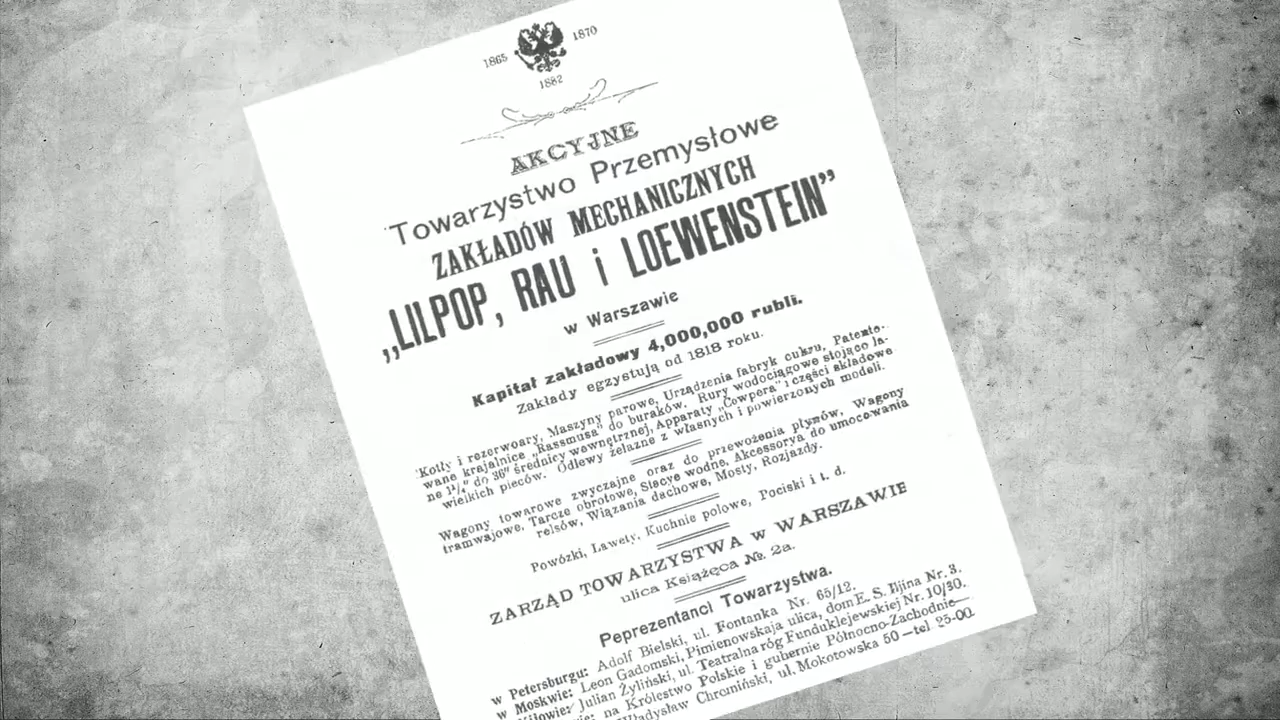 1865 1870
1882
AKCYJNE
Towarzystwo Przemysłowe
ZAKŁADÓW MECHANICZNYCH
„LILPOP, RAU i LOEWENSTEIN”
w Warszawie
Kapitał zakładowy 4,000,000 rubli.
Zakłady egzystują od 1818 roku.
Kotły i rezerwoary, Maszyny parowe, Urządzenia fabryk cukru, Patento-
wane krajalnice „Rassmusa” do buraków. Rury wodociągowe stojąco la-
ne 1¼" do 36" średnicy wewnętrznej, Apparaty „Cowpera” i części składowe
wielkich pieców. Odlewy żelazne z własnych i powierzonych modeli.
Wagony towarowe zwyczajne oraz do przewożenia płynów, Wagony
tramwajowe, Tarcze obrotowe, Stacye wodne, Akcessorya do umocowania
relsów, Wiązania dachowe, Mosty, Rozjazdy.
Powózki, Lawety, Kuchnie polowe, Pociski i t. d.
ZARZĄD TOWARZYSTWA w WARSZAWIE
ulica Książęca №. 2a.
Peprezentanci Towarzystwa.
w Petersburgu: Adolf Bielski, ul. Fontanka Nr. 65/12.
w Moskwie: Leon Gadomski, Pimienowskaja ulica, dom E. S. Iljina Nr. 3.
Kijowie: Julian Żyliński, ul. Teatralna róg Funduklejewskiej Nr. 10/30.
na Królestwo Polskie i gubernie Północno-Zachodnie—
Władysław Chromiński, ul. Mokotowska 50 — tel 25-00.